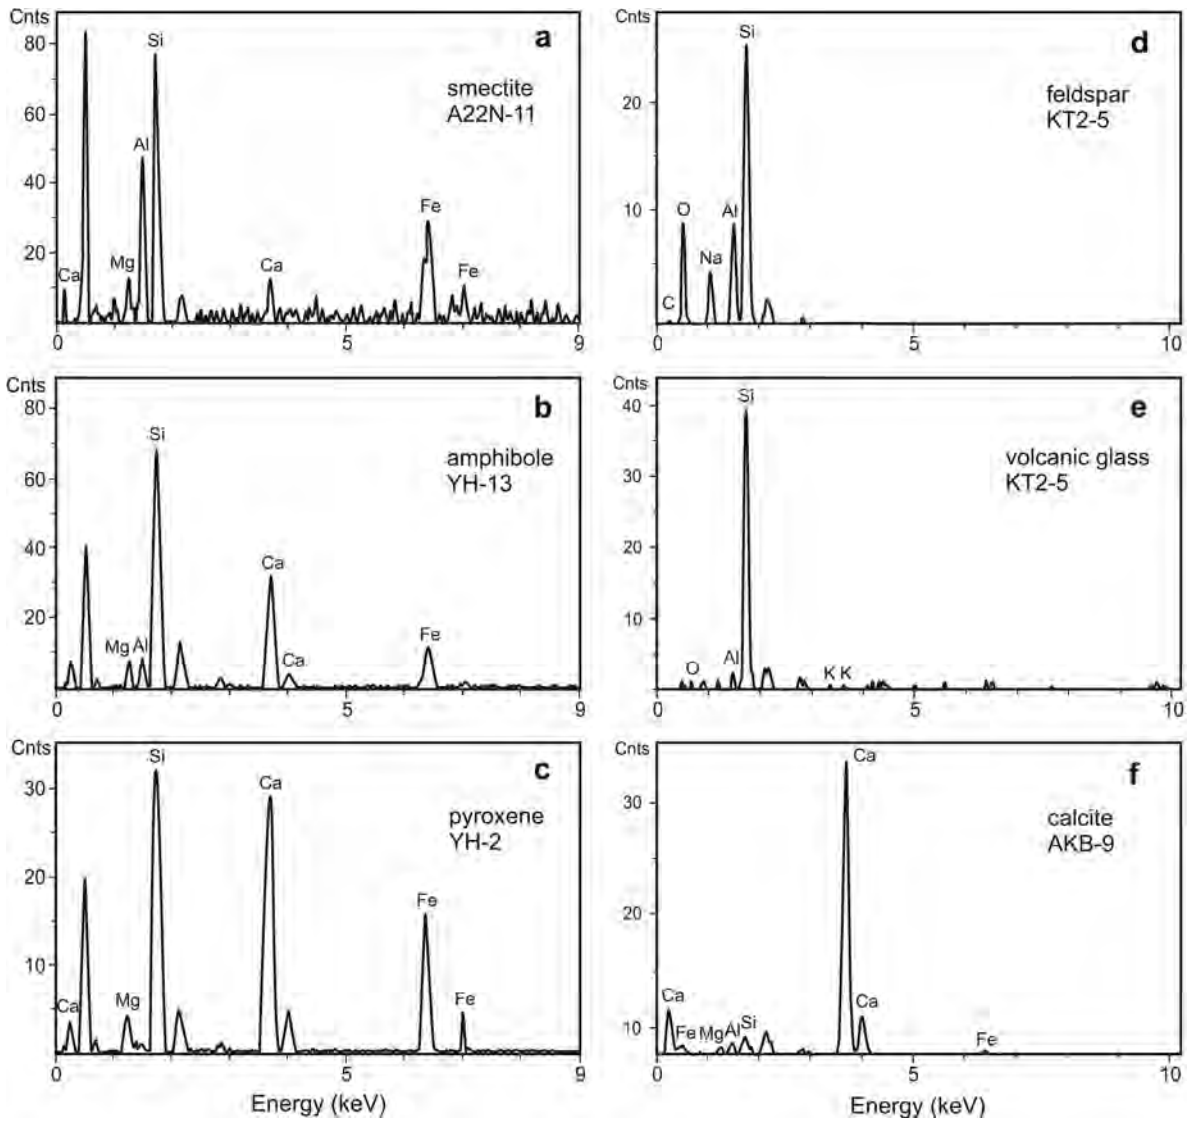 Cnts
80
60
40
20
Ca
Mg
Al
Si
Ca
Fe
Fe
a
smectite
A22N-11
0
5
9
Cnts
20
10
C
O
Na
Al
Si
d
feldspar
KT2-5
0
5
10
Cnts
80
60
40
20
Mg
Al
Si
Ca
Ca
Fe
b
amphibole
YH-13
0
5
9
Cnts
40
30
20
10
O
Al
Si
K K
e
volcanic glass
KT2-5
0
5
10
Cnts
30
20
10
Ca
Mg
Si
Ca
Fe
Fe
c
pyroxene
YH-2
0
5
9
Energy (keV)
Cnts
30
20
10
Ca
Fe
Mg
Al
Si
Ca
Ca
Fe
f
calcite
AKB-9
0
5
10
Energy (keV)